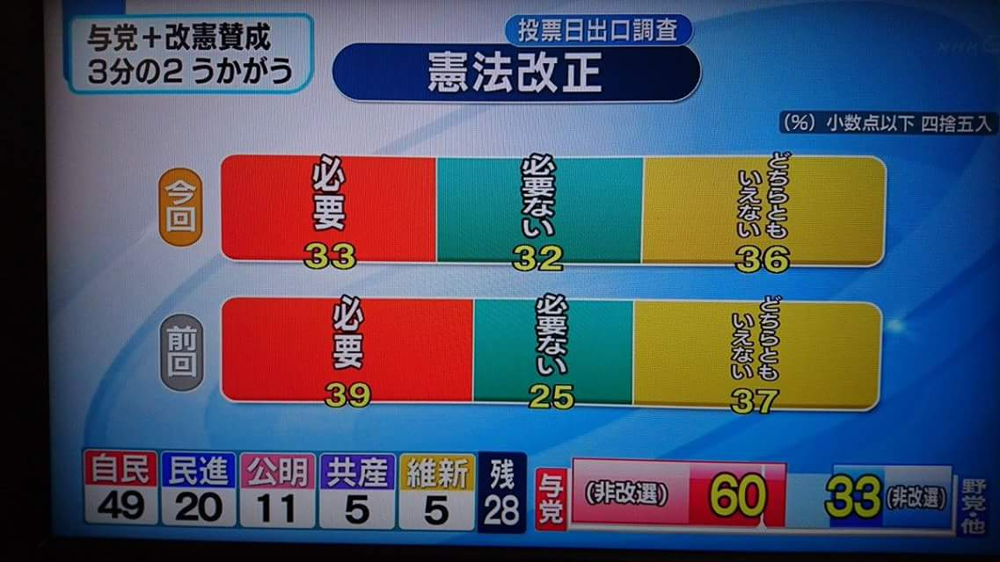 与党+改憲賛成
3分の2 うかがう
投票日出口調査
憲法改正
NHK G
(%) 小数点以下 四捨五入
今回
必要
33
必要ない
32
どちらとも
いえない
36
前回
必要
39
必要ない
25
どちらとも
いえない
37
自民
49
民進
20
公明
11
共産
5
維新
5
残
28
与党
(非改選)
60
33
(非改選)
野党・他